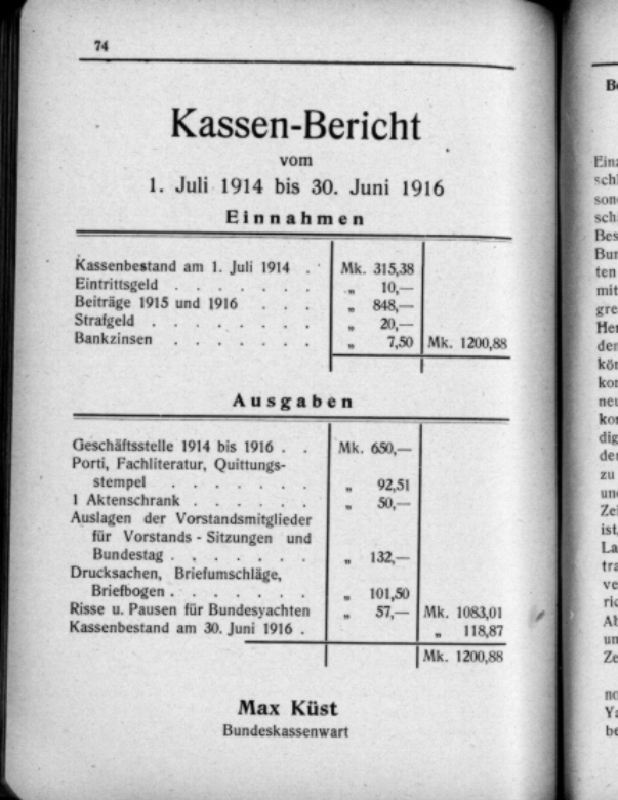 74
Kassen-Bericht
vom
1. Juli 1914 bis 30. Juni 1916
Einnahmen
Kassenbestand am 1. Juli 1914 . Mk. 315,38
Eintrittsgeld . . . . . . . „ 10,—
Beiträge 1915 und 1916 . . . „ 848,—
Strafgeld . . . . . . . . „ 20,—
Bankzinsen . . . . . . . „ 7,50 Mk. 1200,88
Ausgaben
Geschäftsstelle 1914 bis 1916 . . Mk. 650,—
Porti, Fachliteratur, Quittungs-
stempel . . . . . . . „ 92,51
1 Aktenschrank . . . . . . „ 50,—
Auslagen der Vorstandsmitglieder
für Vorstands - Sitzungen und
Bundestag . . . . . . . „ 132,—
Drucksachen, Briefumschläge,
Briefbogen . . . . . . . „ 101,50
Risse u. Pausen für Bundesyachten „ 57,— Mk. 1083,01
Kassenbestand am 30. Juni 1916 . „ 118,87
Mk. 1200,88
Max Küst
Bundeskassenwart